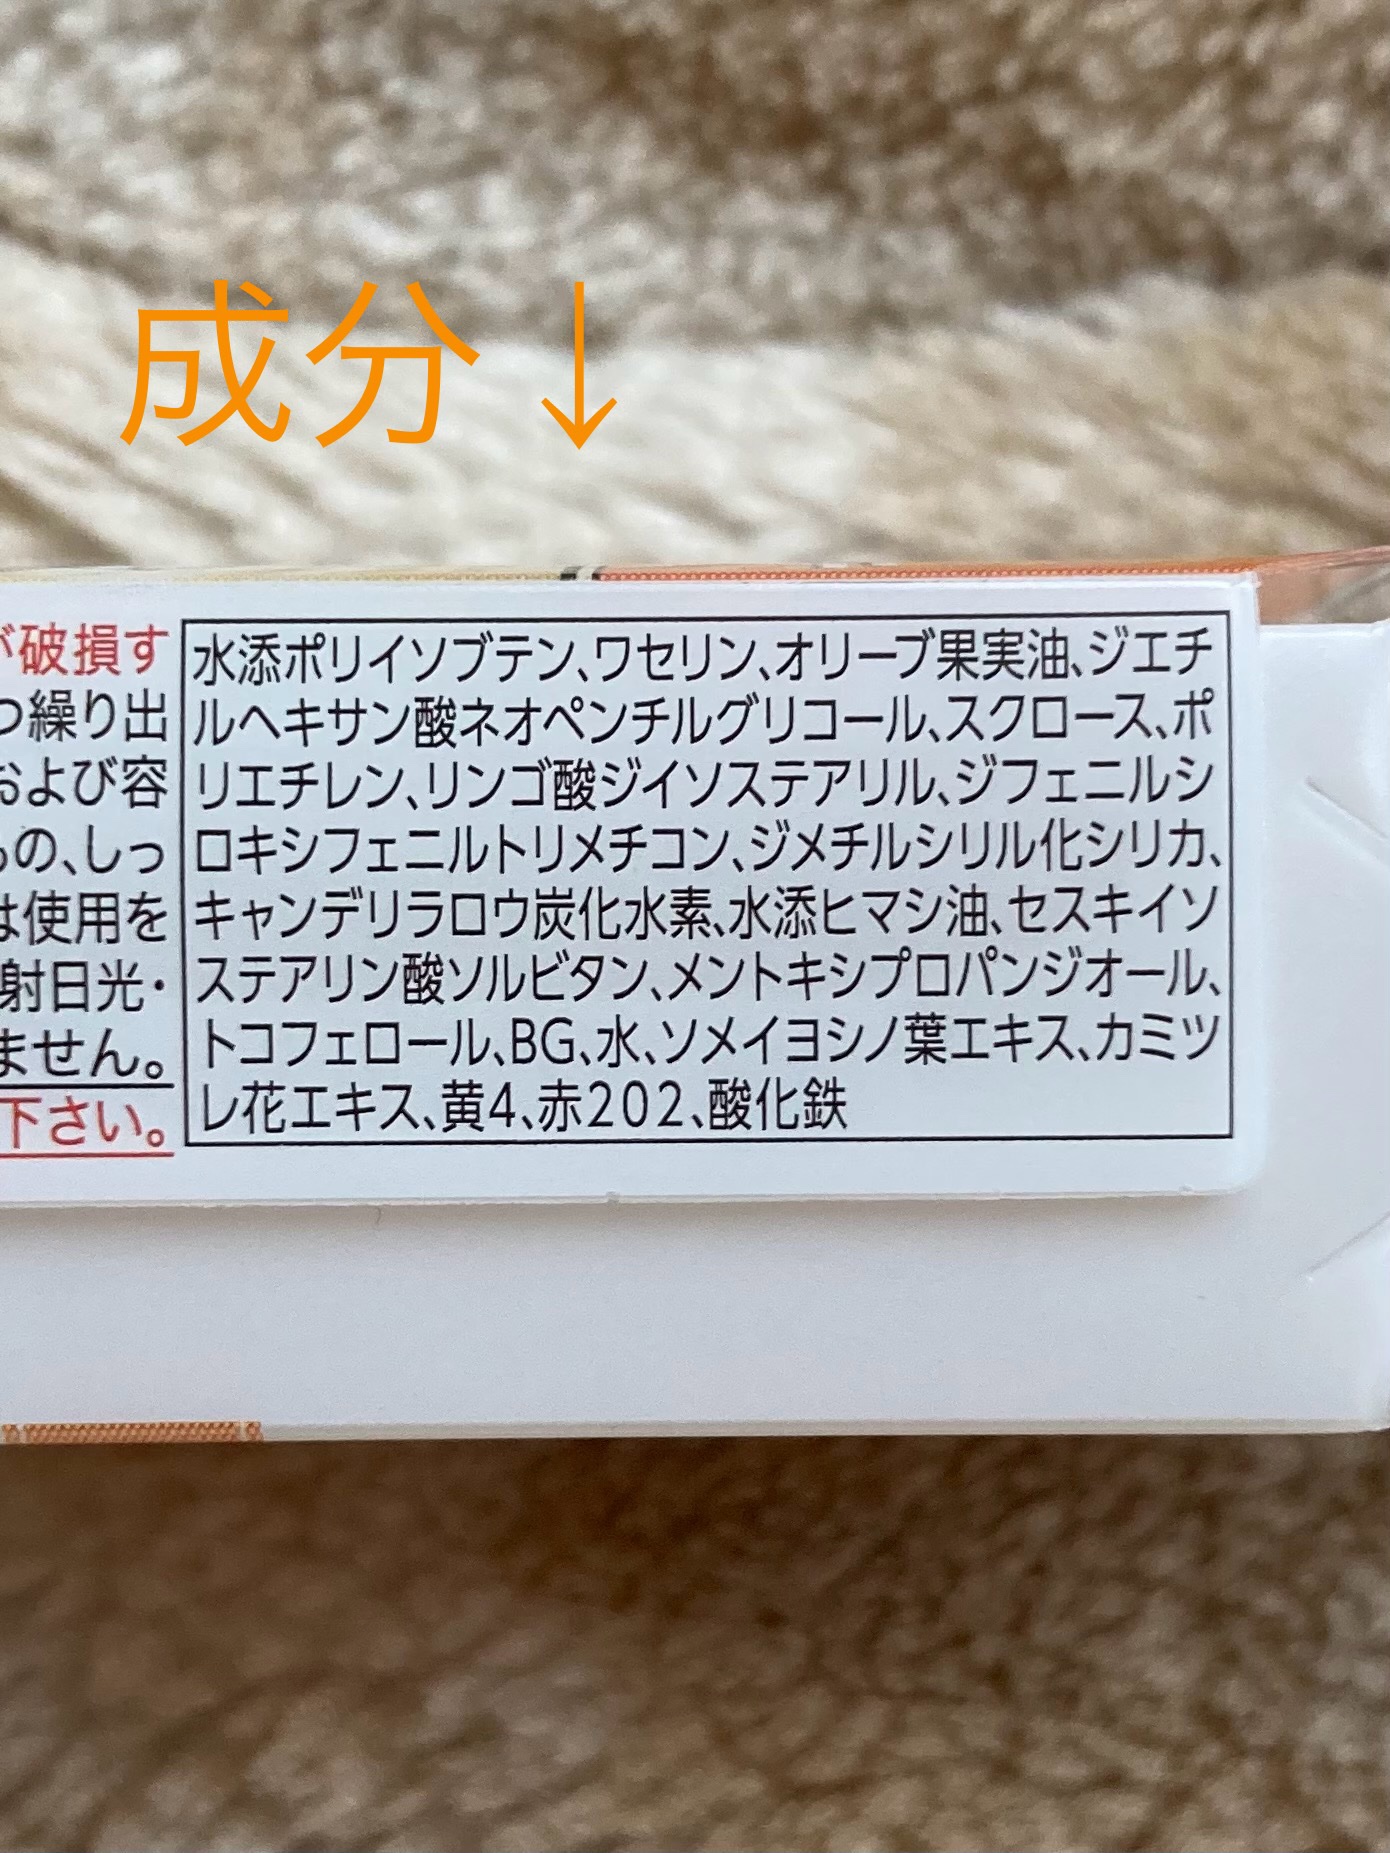 成分↓
が破損す
つ繰り出
および容
もの、しっ
は使用を
射日光・
ません。
下さい。
水添ポリイソブテン、ワセリン、オリーブ果実油、ジエチ
ルヘキサン酸ネオペンチルグリコール、スクロース、ポ
リエチレン、リンゴ酸ジイソステアリル、ジフェニルシ
ロキシフェニルトリメチコン、ジメチルシリル化シリカ、
キャンデリラロウ炭化水素、水添ヒマシ油、セスキイソ
ステアリン酸ソルビタン、メントキシプロパンジオール、
トコフェロール、BG、水、ソメイヨシノ葉エキス、カミツ
レ花エキス、黄4、赤202、酸化鉄